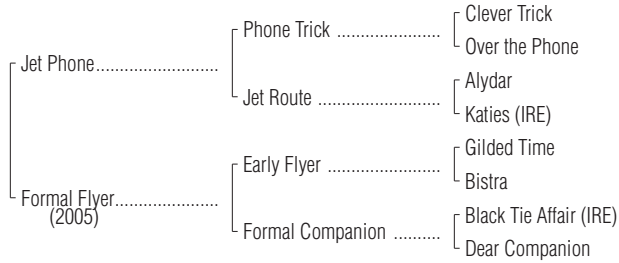 Clever Trick
Phone Trick ....................
Over the Phone
Jet Phone........................
Alydar
Jet Route ........................
Katies (IRE)
Gilded Time
Early Flyer ......................
Bistra
Formal Flyer....................
(2005)
Black Tie Affair (IRE)
Formal Companion ..........
Dear Companion